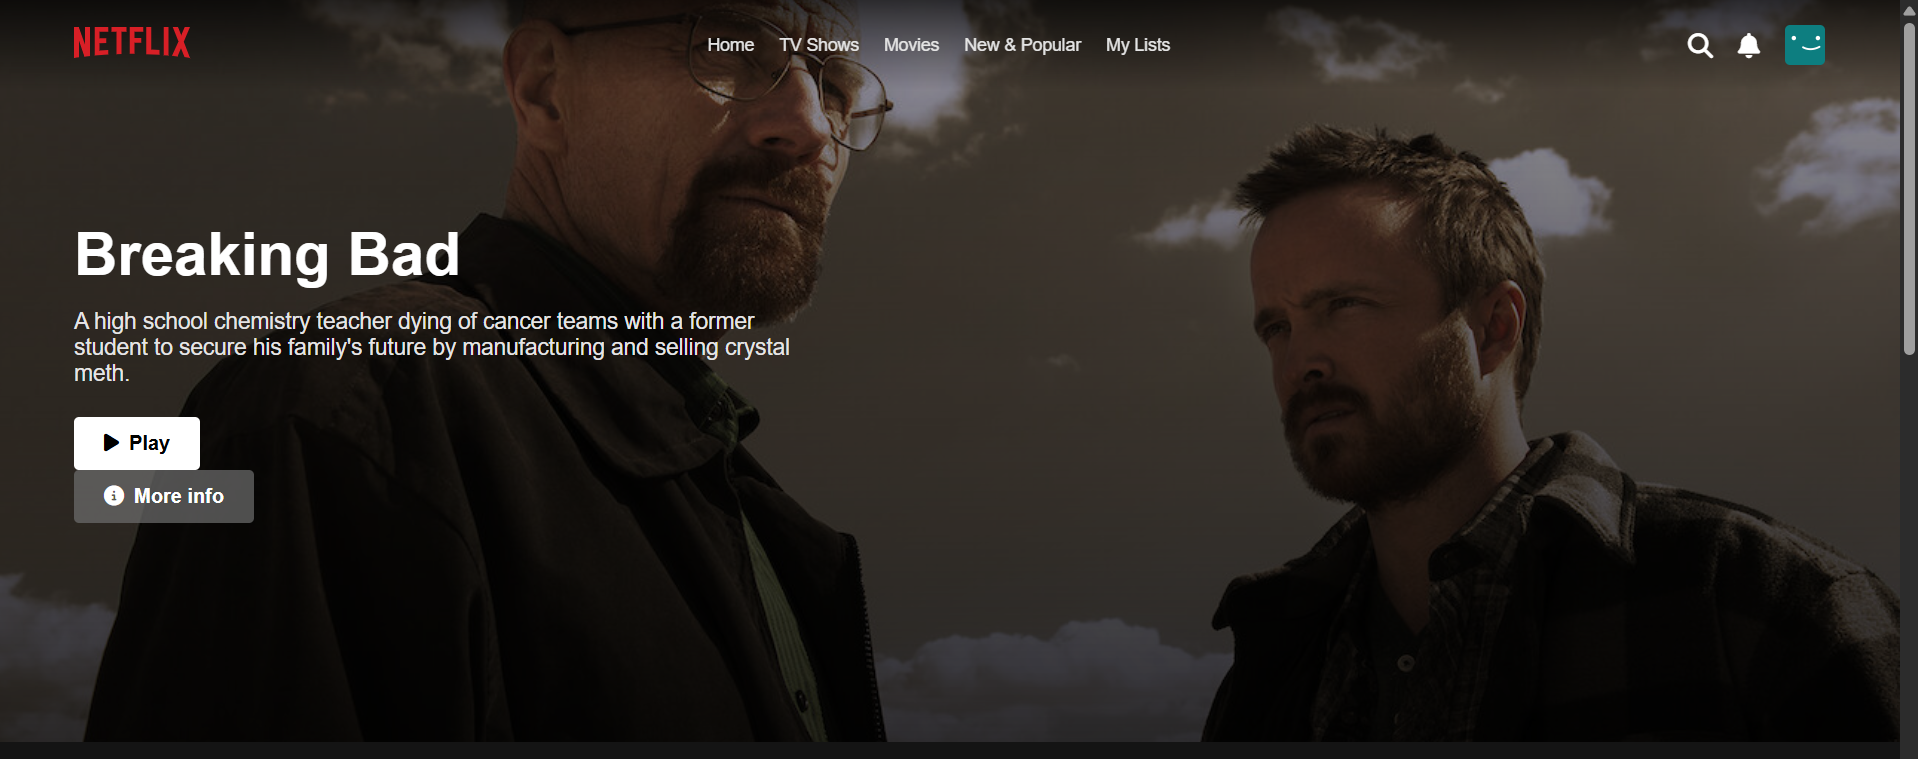 NETFLIX
Home TV Shows Movies New & Popular My Lists
Breaking Bad
A high school chemistry teacher dying of cancer teams with a former
student to secure his family's future by manufacturing and selling crystal
meth.
Play
More info